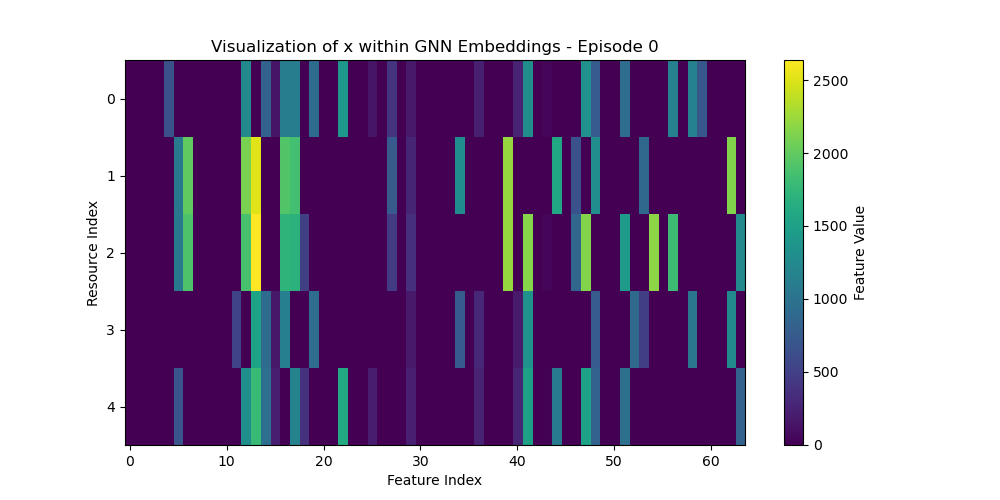 Visualization of x within GNN Embeddings - Episode 0
Resource Index
0
1
2
3
4
0 10 20 30 40 50 60
Feature Index
2500
2000
1500
1000
500
0
Feature Value